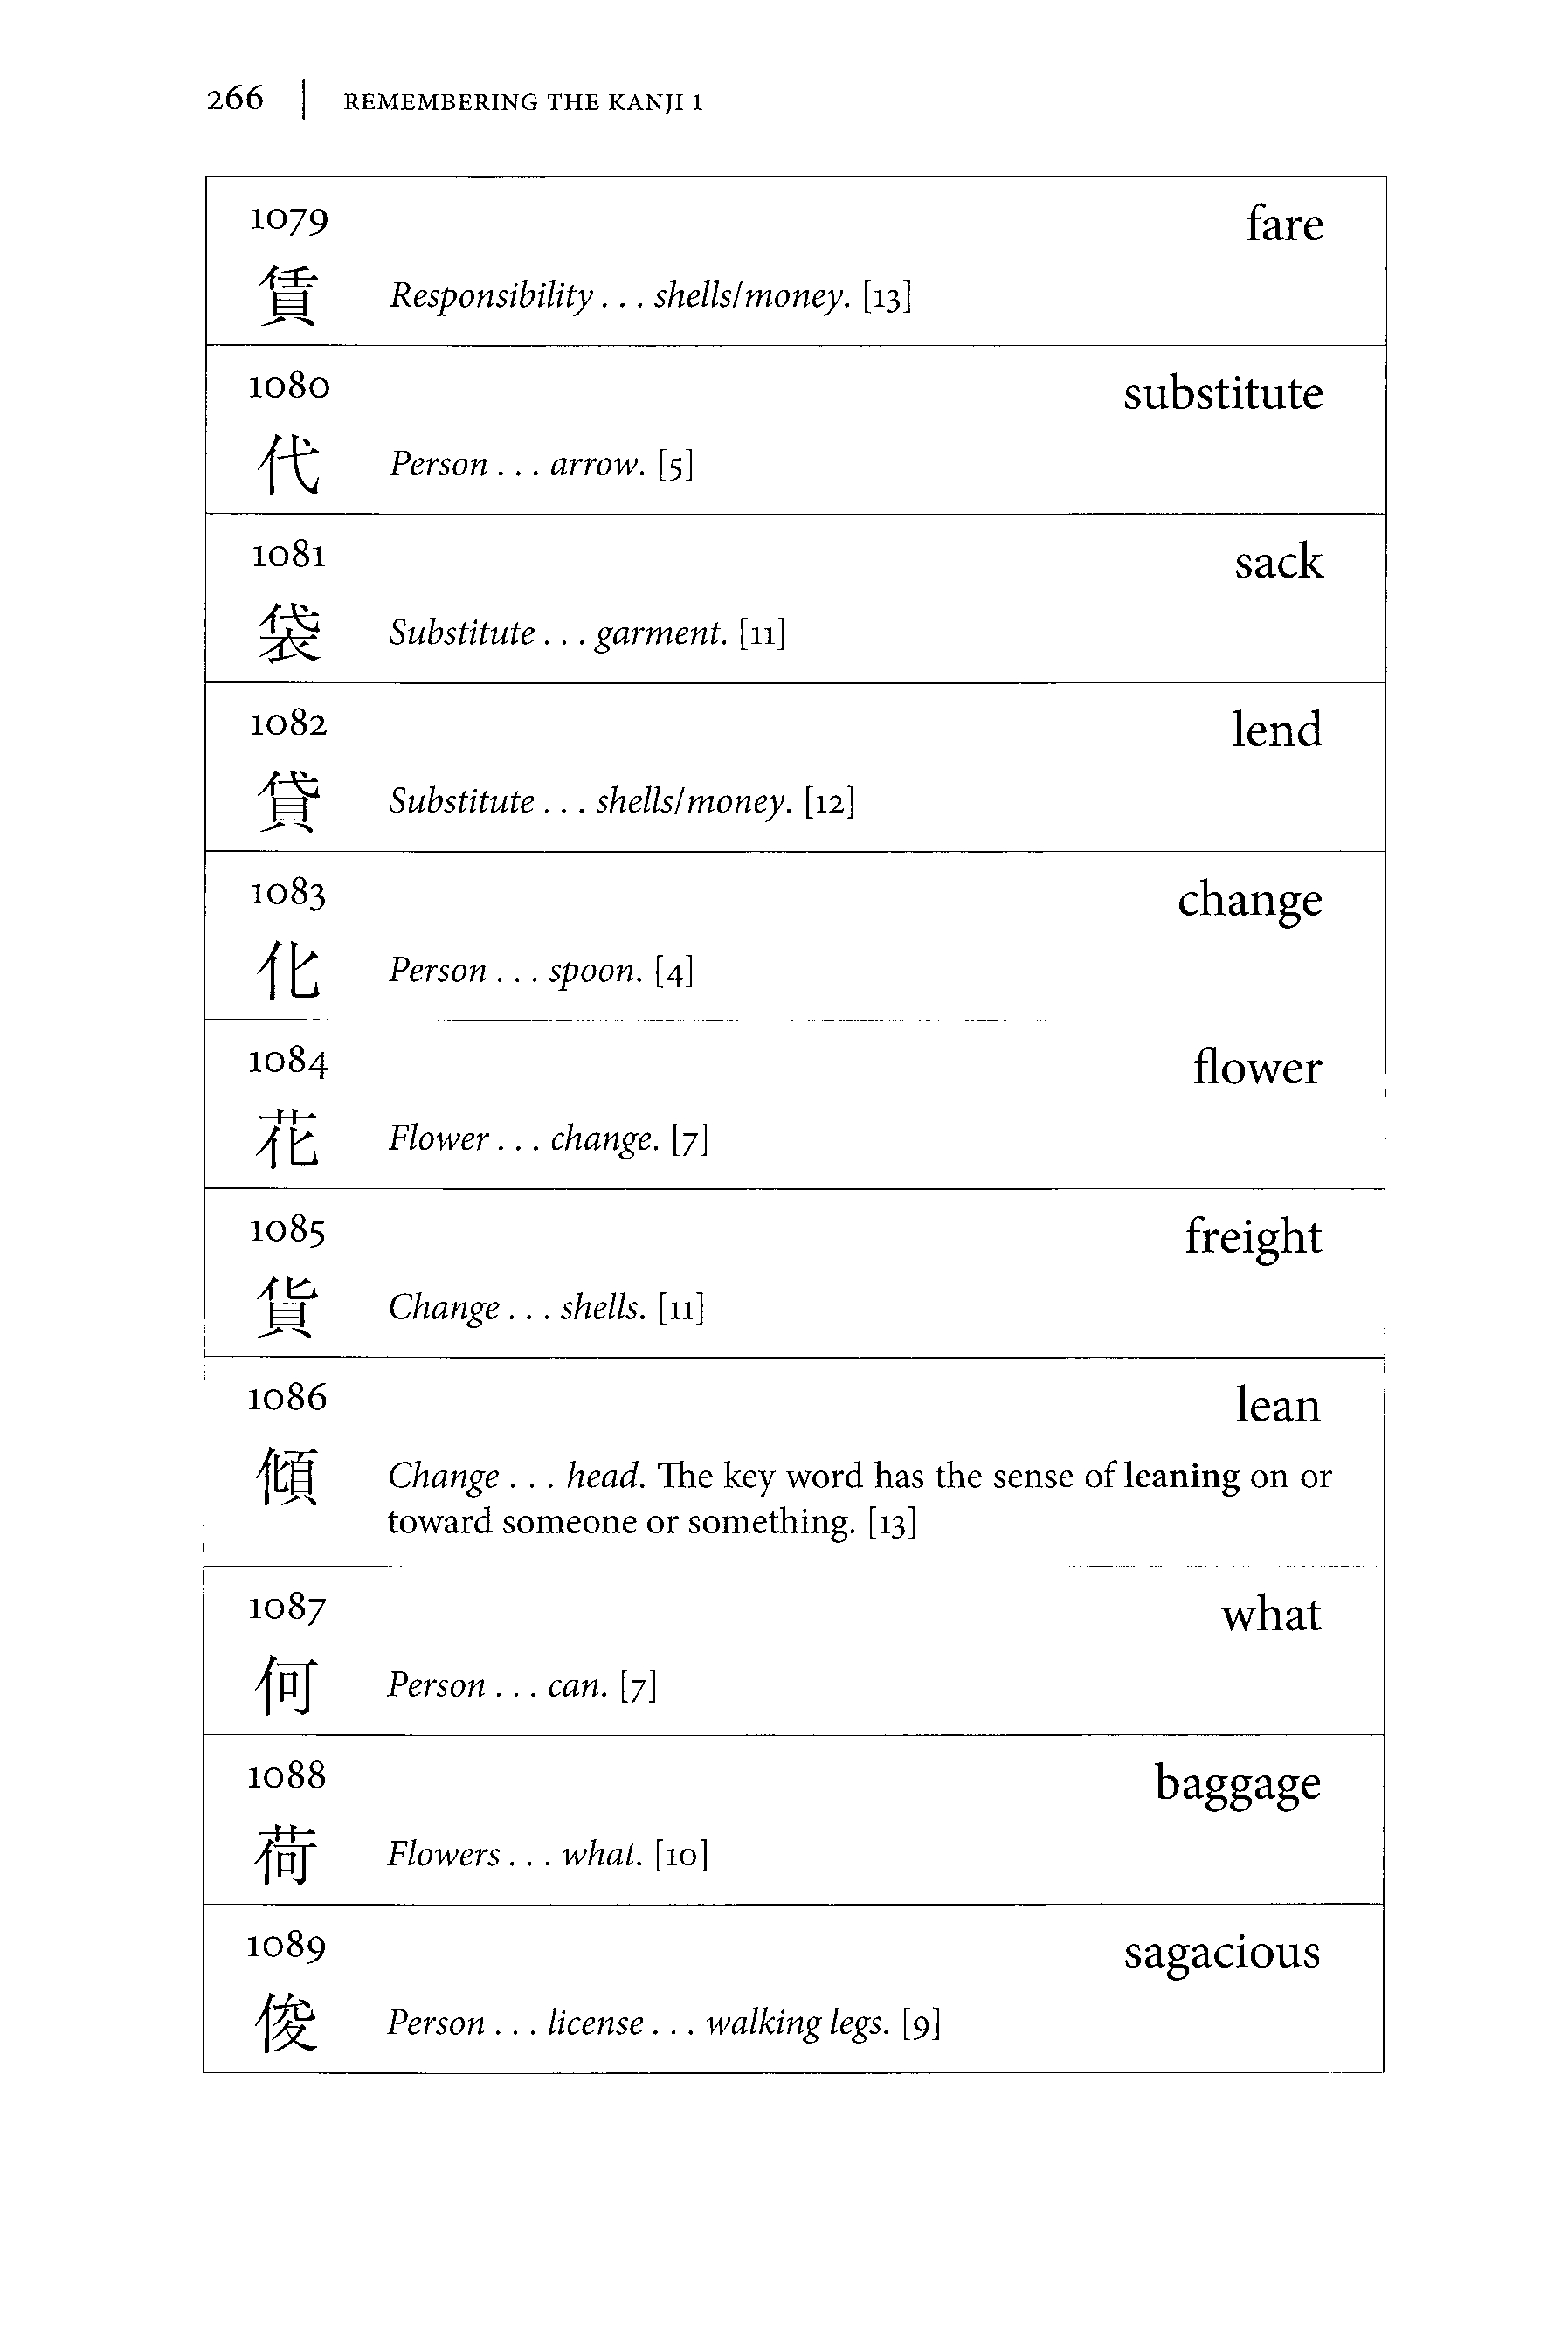 266 | REMEMBERING THE KANJI 1
1079 fare
賃 Responsibility . . . shells/money. [13]
1080 substitute
代 Person . . . arrow. [5]
1081 sack
袋 Substitute . . . garment. [11]
1082 lend
貸 Substitute . . . shells/money. [12]
1083 change
化 Person . . . spoon. [4]
1084 flower
花 Flower . . . change. [7]
1085 freight
貨 Change . . . shells. [11]
1086 lean
傾 Change . . . head. The key word has the sense of leaning on or
toward someone or something. [13]
1087 what
何 Person . . . can. [7]
1088 baggage
荷 Flowers . . . what. [10]
1089 sagacious
俊 Person . . . license . . . walking legs. [9]